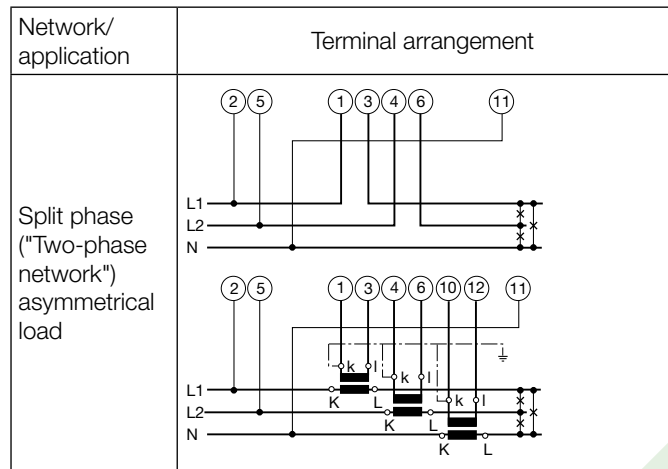 Network/
application
Terminal arrangement
Split phase
("Two-phase
network")
asymmetrical
load
2 5 1 3 4 6 11
L1
L2
N
2 5 1 3 4 6 10 12 11
k l
k l
k l
L1
K L
L2
K L
N
K L